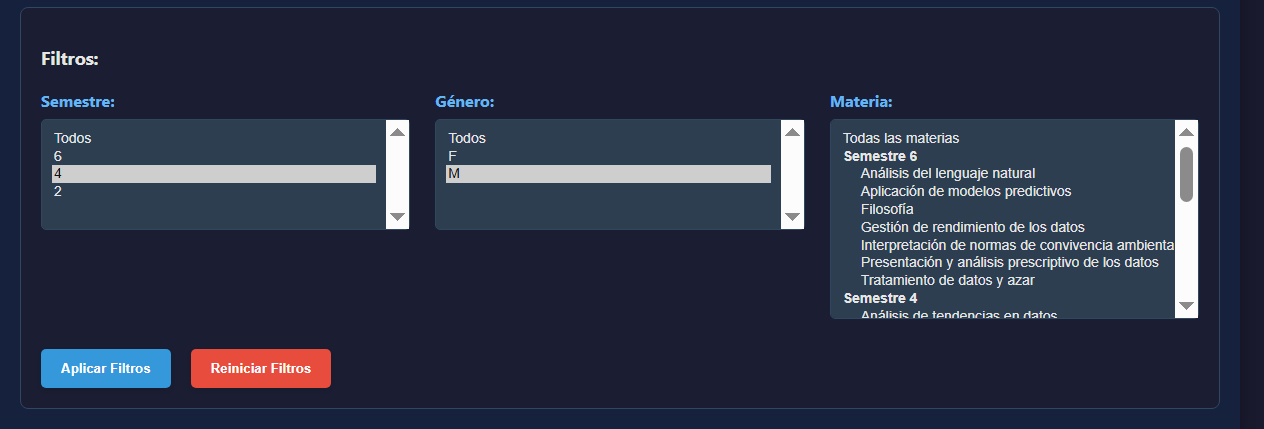 Filtros:
Semestre:
Todos
6
4
2
Género:
Todos
F
M
Materia:
Todas las materias
Semestre 6
Análisis del lenguaje natural
Aplicación de modelos predictivos
Filosofía
Gestión de rendimiento de los datos
Interpretación de normas de convivencia ambienta
Presentación y análisis prescriptivo de los datos
Tratamiento de datos y azar
Semestre 4
Análisis de tendencias en datos
Aplicar Filtros
Reiniciar Filtros